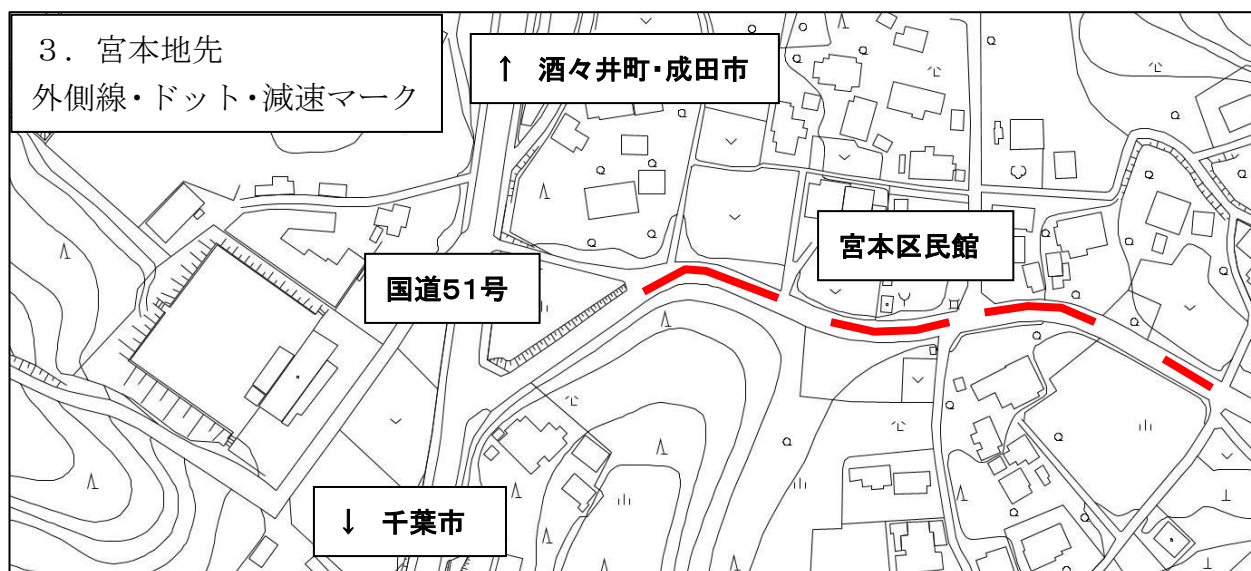 3．宮本地先
外側線・ドット・減速マーク
↑　酒々井町・成田市
宮本区民館
国道51号
↓　千葉市